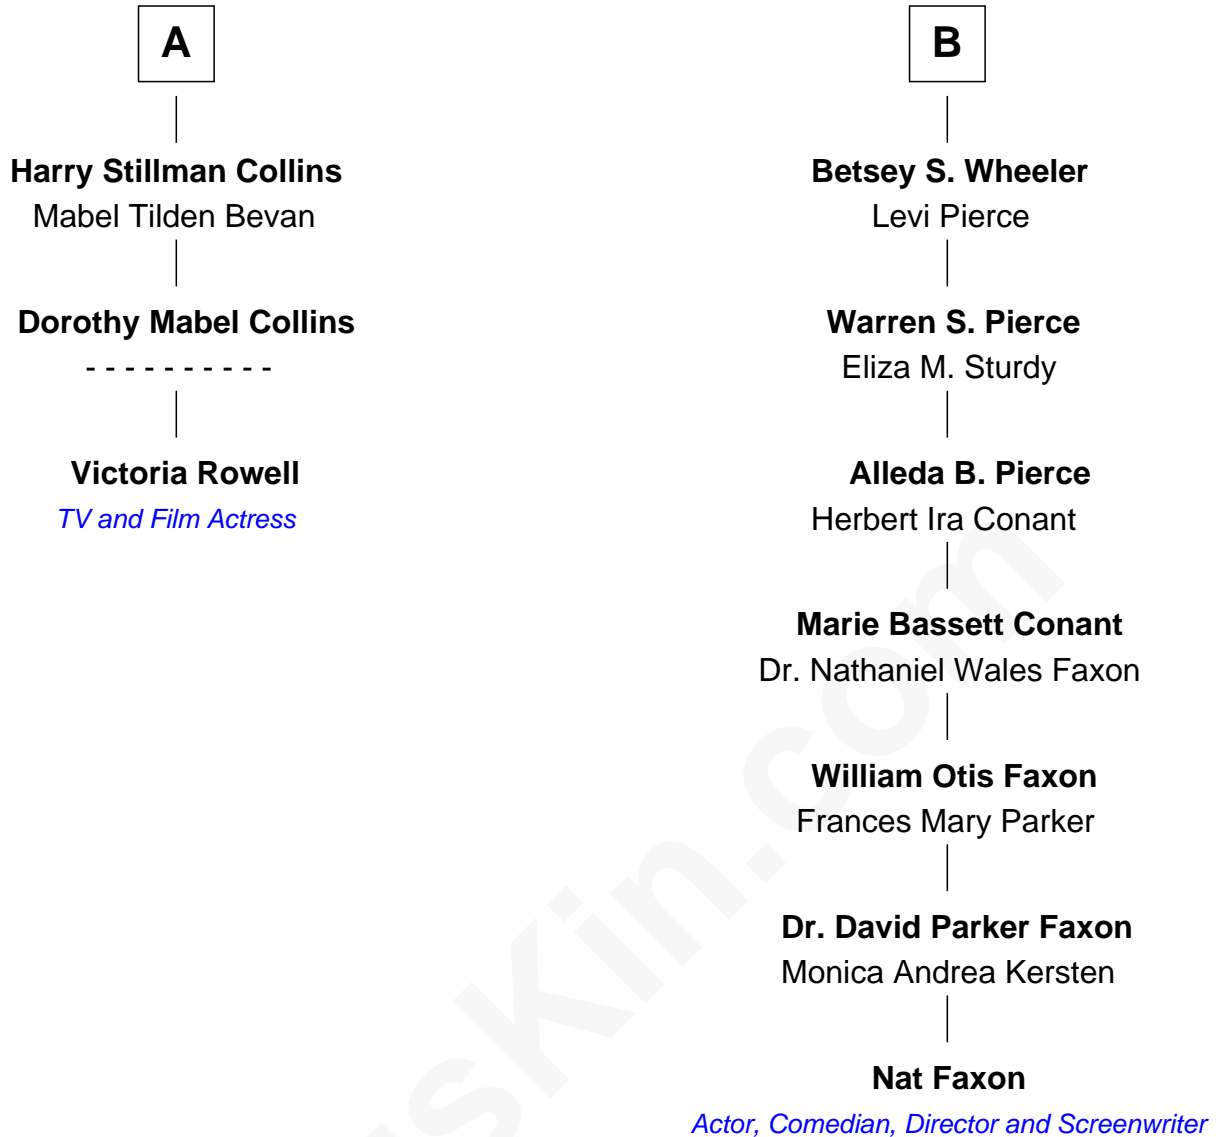 A
Harry Stillman Collins
Mabel Tilden Bevan
Dorothy Mabel Collins
- - - - - - - - - -
Victoria Rowell
TV and Film Actress
B
Betsey S. Wheeler
Levi Pierce
Warren S. Pierce
Eliza M. Sturdy
Alleda B. Pierce
Herbert Ira Conant
Marie Bassett Conant
Dr. Nathaniel Wales Faxon
William Otis Faxon
Frances Mary Parker
Dr. David Parker Faxon
Monica Andrea Kersten
Nat Faxon
Actor, Comedian, Director and Screenwriter
sKin.com